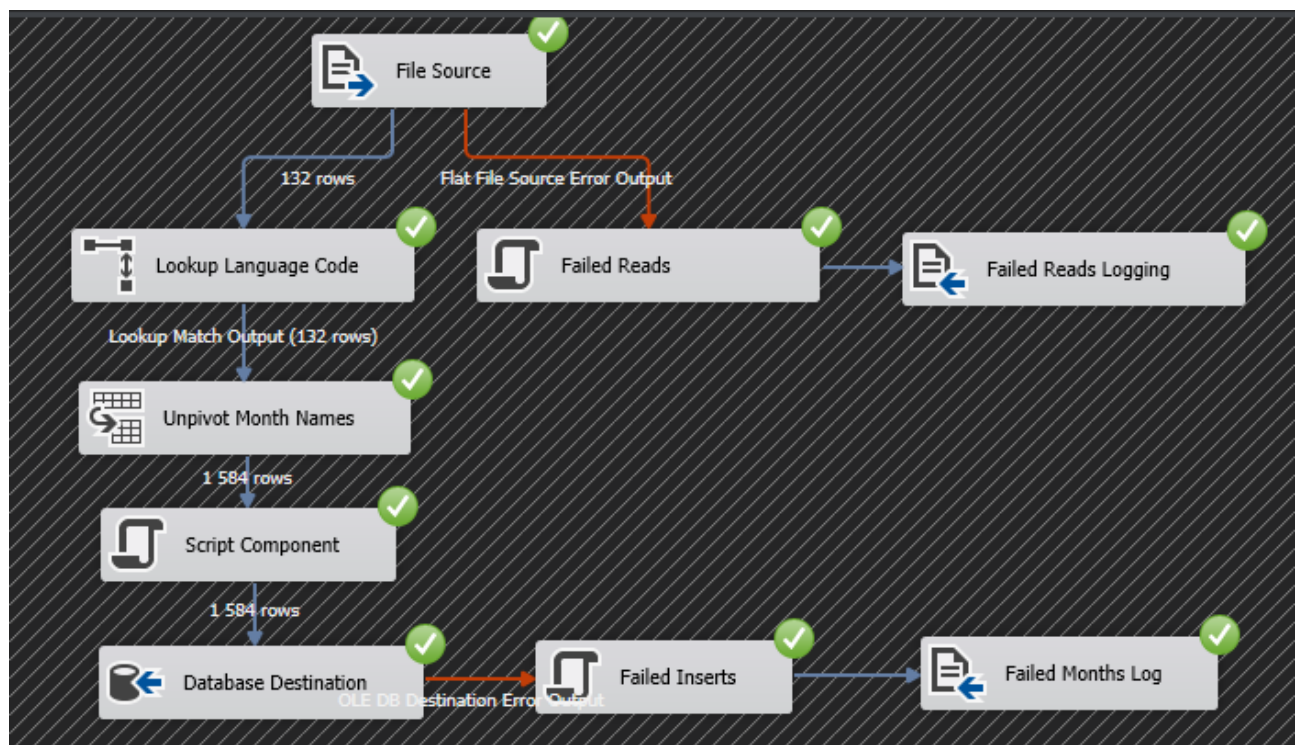 File Source
132 rows
Flat File Source Error Output
Lookup Language Code
Failed Reads
Failed Reads Logging
Lookup Match Output (132 rows)
Unpivot Month Names
1 584 rows
Script Component
1 584 rows
Database Destination
OLE DB Destination Error Output
Failed Inserts
Failed Months Log